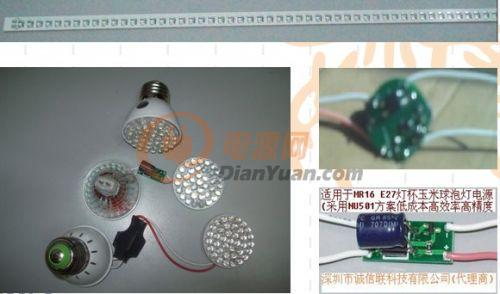 电源网
DianYuan.com
适用于MR16 E27灯杯玉米球泡灯电源
(采用NU501方案低成本高效率高精度
深圳市诚信联科技有限公司(代理商)